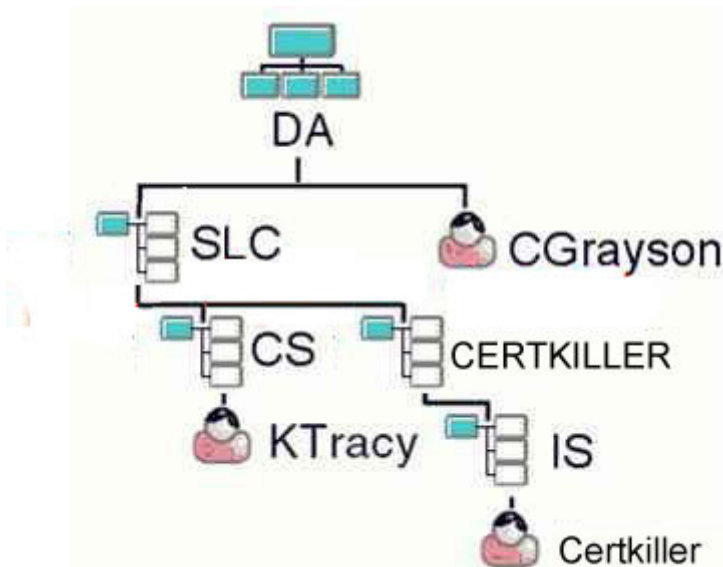 DA
SLC
CGrayson
CS
CERTKILLER
KTracy
IS
Certkiller